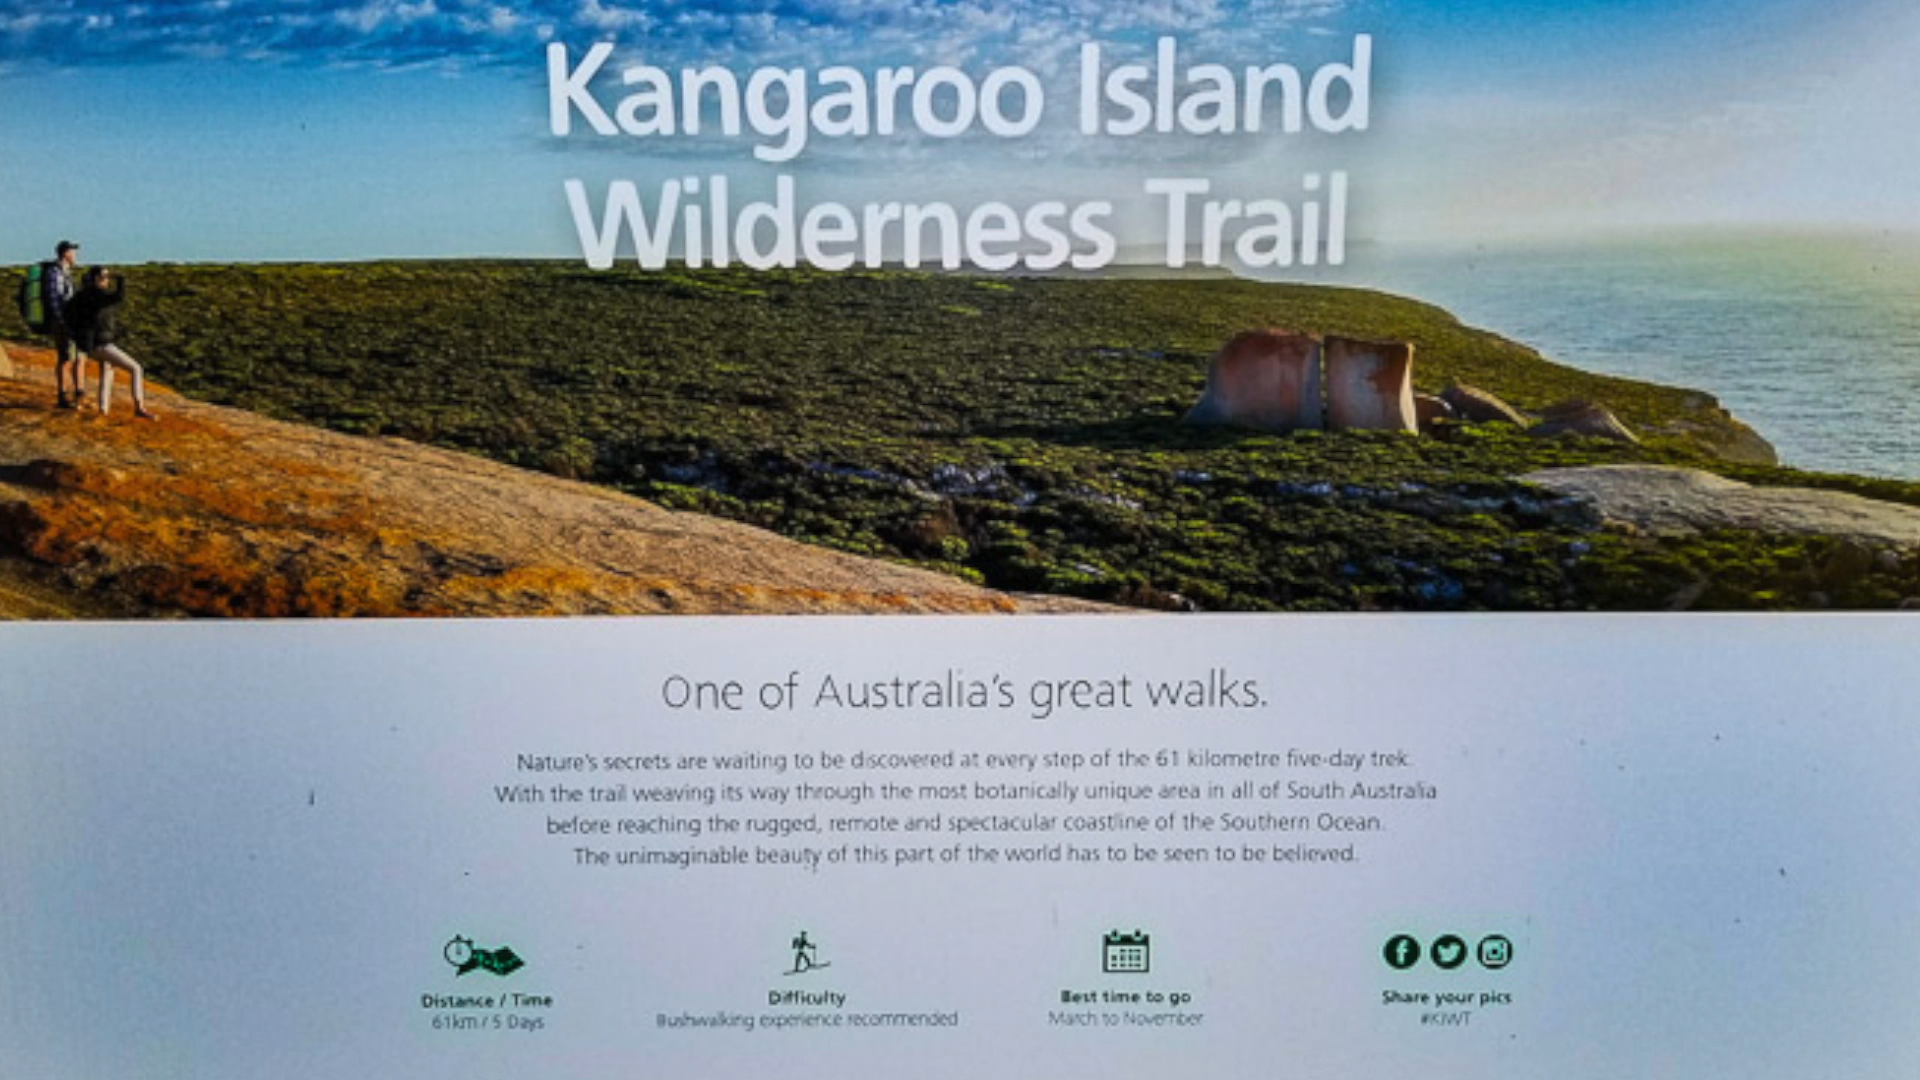 Kangaroo Island
Wilderness Trail
One of Australia's great walks.
Nature's secrets are waiting to be discovered at every step of the 61 kilometre five-day trek.
With the trail weaving its way through the most botanically unique area in all of South Australia
before reaching the rugged, remote and spectacular coastline of the Southern Ocean.
The unimaginable beauty of this part of the world has to be seen to be believed.
Distance / Time
61km / 5 Days
Difficulty
Bushwalking experience recommended
Best time to go
March to November
Share your pics
#KIWT